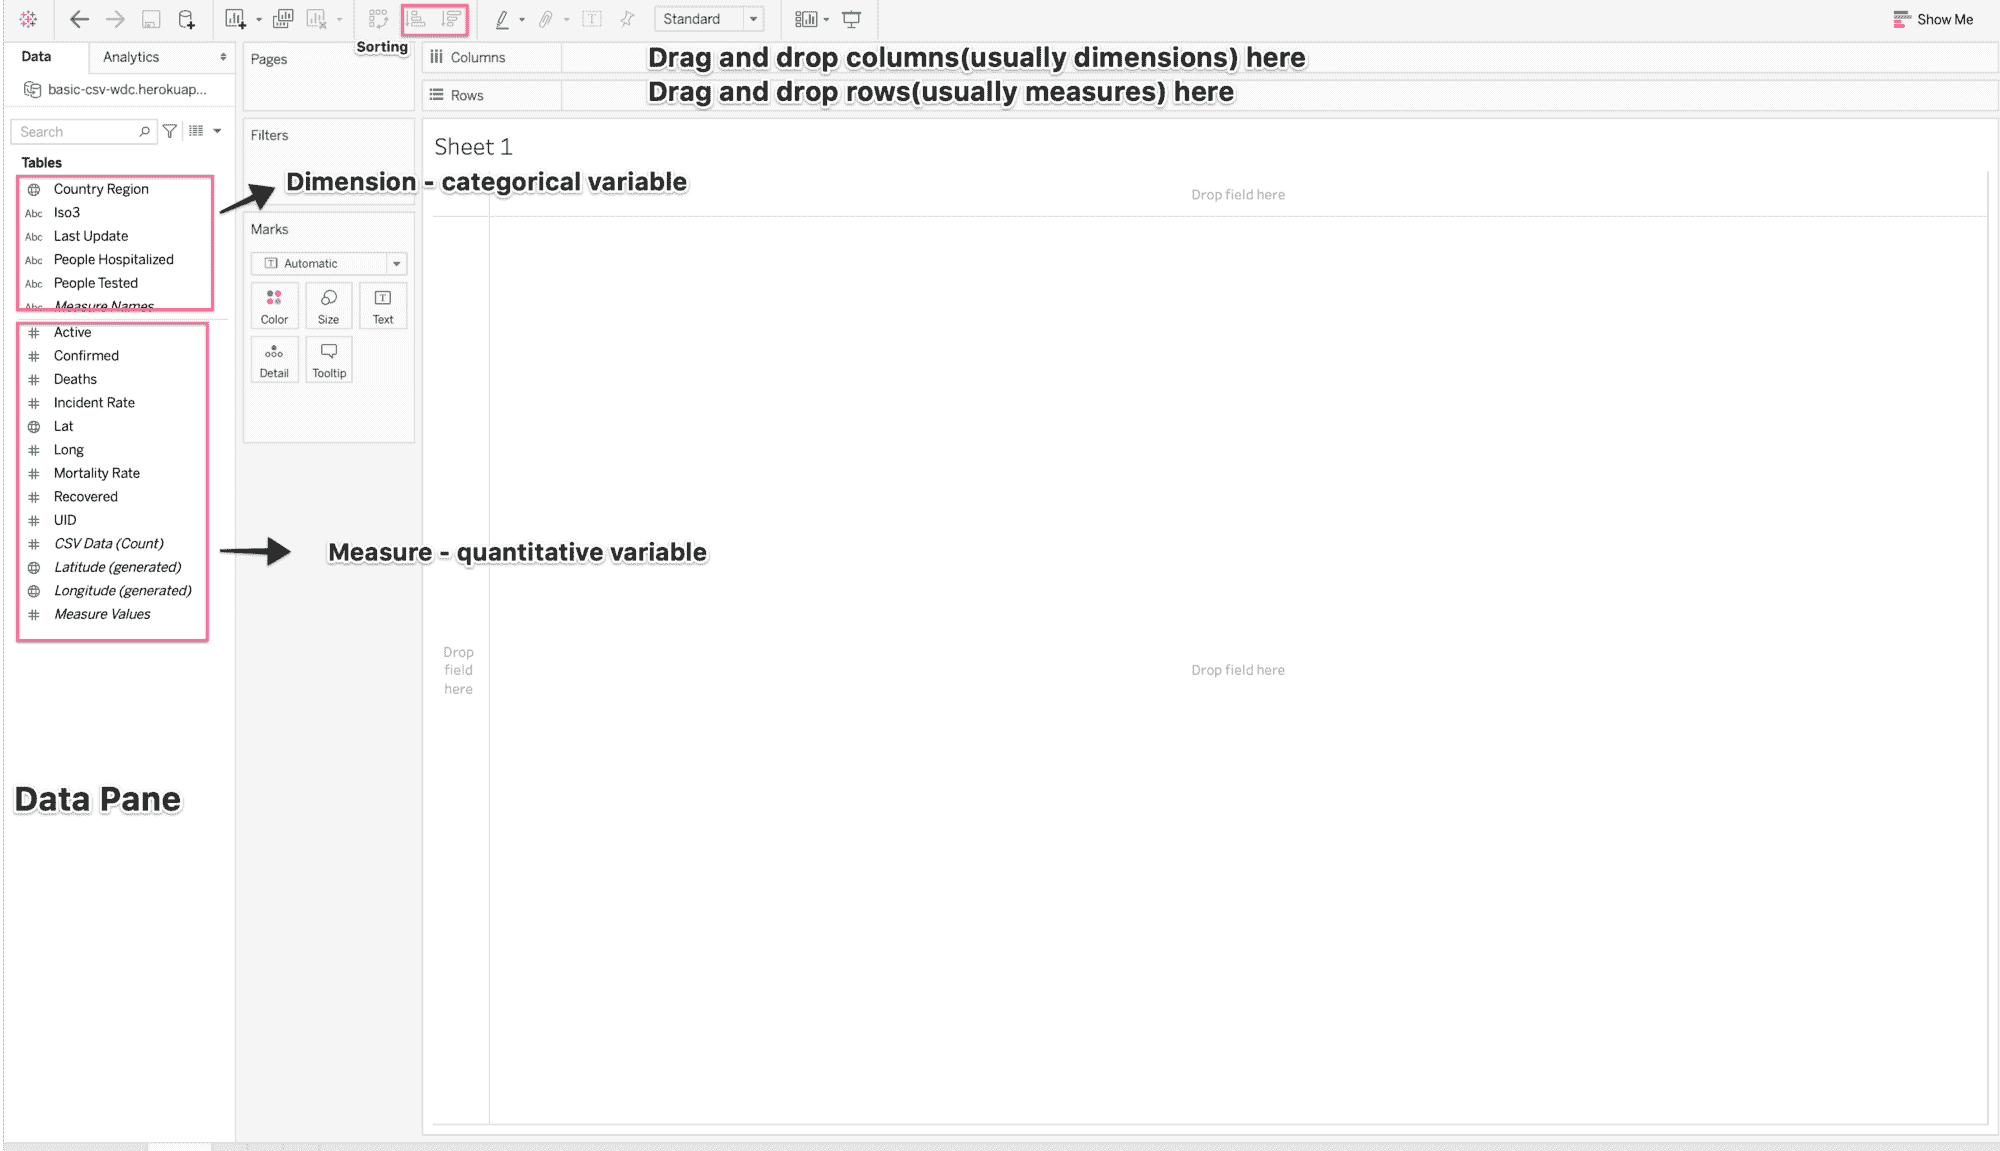 Standard
Show Me
Sorting
Data
Analytics
basic-csv-wdc.herokuap...
Search
Tables
Country Region
Abc Iso3
Abc Last Update
Abc People Hospitalized
Abc People Tested
Abc Measure Names
Active
Confirmed
Deaths
Incident Rate
Lat
Long
Mortality Rate
Recovered
UID
CSV Data (Count)
Latitude (generated)
Longitude (generated)
Measure Values
Data Pane
Pages
Filters
Marks
T Automatic
Color
Size
T
Text
Detail
Tooltip
Columns
Drag and drop columns(usually dimensions) here
Rows
Drag and drop rows(usually measures) here
Sheet 1
Dimension - categorical variable
Drop field here
Measure - quantitative variable
Drop
field
here
Drop field here